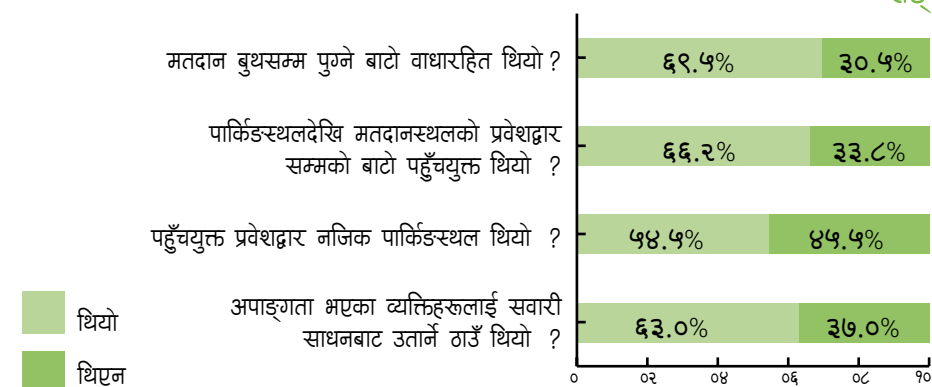 मतदान बुथसम्म पुग्ने बाटो वाधारहित थियो ?
६९.५% ३०.५%
पार्किङस्थलदेखि मतदानस्थलको प्रवेशद्वार
सम्मको बाटो पहुँचयुक्त थियो ?
६६.२% ३३.८%
पहुँचयुक्त प्रवेशद्वार नजिक पार्किङस्थल थियो ?
५४.५% ४५.५%
अपाङ्गता भएका व्यक्तिहरूलाई सवारी
साधनबाट उतार्ने ठाउँ थियो ?
६३.०% ३७.०%
थियो
थिएन
० ०२ ०४ ०६ ०८ १०